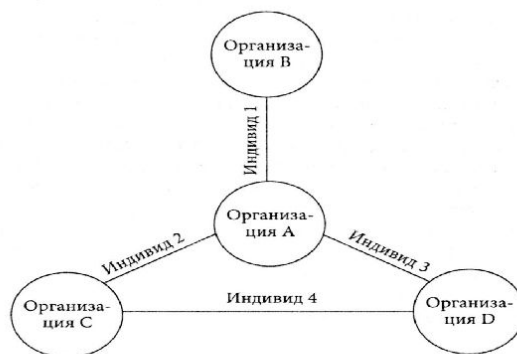 Организа-
ция B
Индивид 1
Организа-
ция A
Индивид 2
Индивид 3
Индивид 4
Организа-
ция C
Организа-
ция D